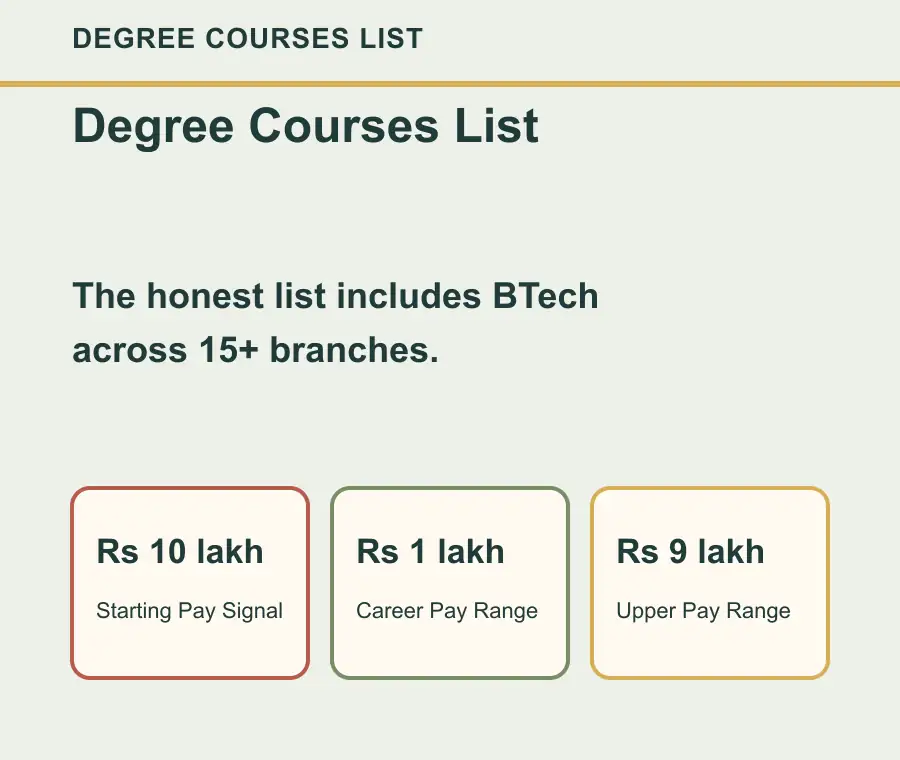 DEGREE COURSES LIST
Degree Courses List
The honest list includes BTech
across 15+ branches.
Rs 10 lakh
Starting Pay Signal
Rs 1 lakh
Career Pay Range
Rs 9 lakh
Upper Pay Range